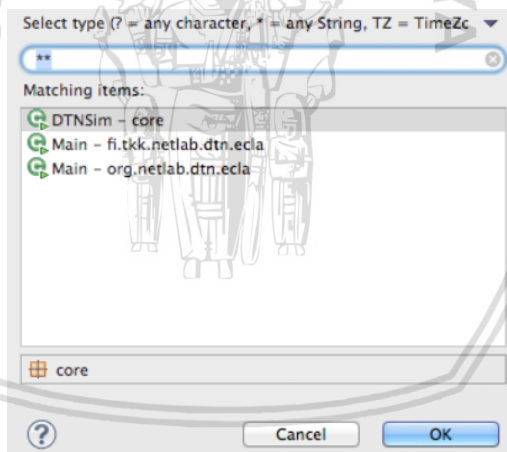 Select type (? = any character, * = any String, TZ = TimeZc
**
Matching items:
DTNSim – core
Main – fi.tkk.netlab.dtn.ecla
Main – org.netlab.dtn.ecla
core
?
Cancel
OK